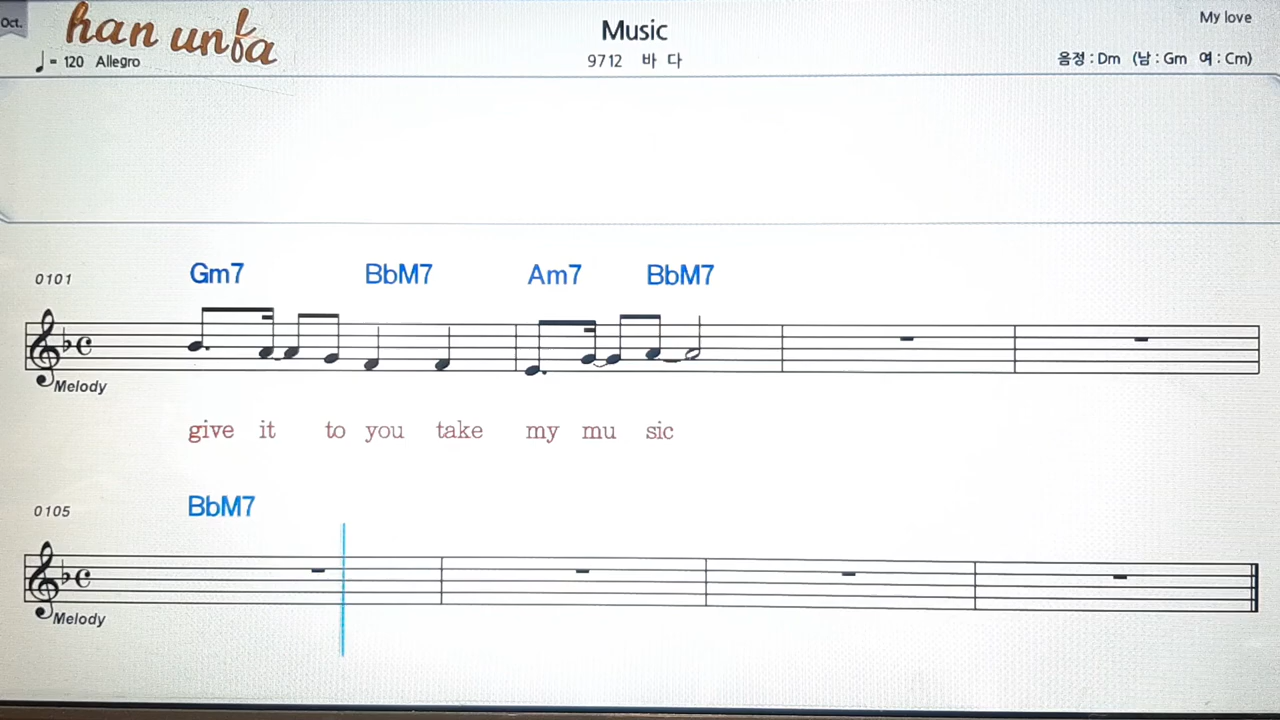 Oct.
han unfa
Music
My love
♩= 120 Allegro
9712 바 다
음정 : Dm (남 : Gm 여 : Cm)
0101
Gm7 BbM7 Am7 BbM7
Melody
give it to you take my mu sic
0105
BbM7
Melody